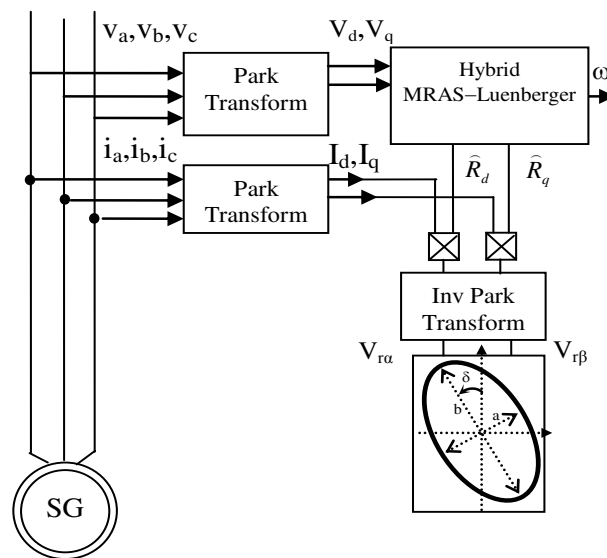 v_a,v_b,v_c
V_d,V_q
Park
Transform
Hybrid
MRAS–Luenberger
ω
i_a,i_b,i_c
I_d,I_q
Park
Transform
R̂_d
R̂_q
Inv Park
Transform
V_rα
V_rβ
δ
b
a
SG